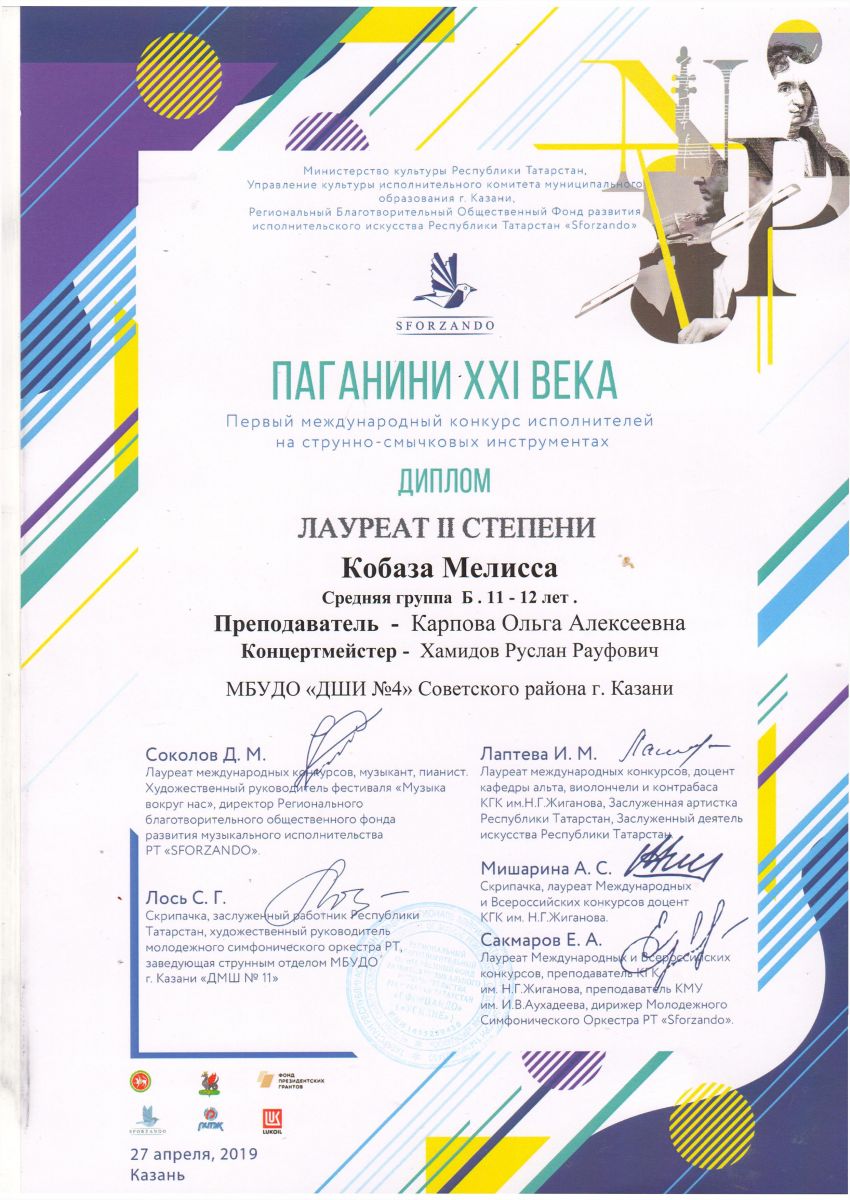 Министерство культуры Республики Татарстан,
Управление культуры исполнительного комитета муниципального
образования г. Казани,
Региональный Благотворительный Общественный Фонд развития
исполнительского искусства Республики Татарстан «Sforzando»
NP
SFORZANDO
ПАГАНИНИ XXI ВЕКА
Первый международный конкурс исполнителей
на струнно-смычковых инструментах
ДИПЛОМ
ЛАУРЕАТ II СТЕПЕНИ
Кобаза Мелисса
Средняя группа Б . 11 - 12 лет .
Преподаватель - Карпова Ольга Алексеевна
Концертмейстер - Хамидов Руслан Рауфович
МБУДО «ДШИ №4» Советского района г. Казани
Соколов Д. М.
Лауреат международных конкурсов, музыкант, пианист.
Художественный руководитель фестиваля «Музыка
вокруг нас», директор Регионального
благотворительного общественного фонда
развития музыкального исполнительства
РТ «SFORZANDO».
Лось С. Г.
Скрипачка, заслуженный работник Республики
Татарстан, художественный руководитель
молодежного симфонического оркестра РТ,
заведующая струнным отделом МБУДО
г. Казани «ДМШ № 11»
Лаптева И. М.
Лауреат международных конкурсов, доцент
кафедры альта, виолончели и контрабаса
КГК им.Н.Г.Жиганова, Заслуженная артистка
Республики Татарстан, Заслуженный деятель
искусства Республики Татарстан.
Мишарина А. С.
Скрипачка, лауреат Международных
и Всероссийских конкурсов доцент
КГК им. Н.Г.Жиганова.
Сакмаров Е. А.
Лауреат Международных и Всероссийских
конкурсов, преподаватель КГК
им. Н.Г.Жиганова, преподаватель КМУ
им. И.В.Аухадеева, дирижер Молодежного
Симфонического Оркестра РТ «Sforzando».
ФОНД
ПРЕЗИДЕНТСКИХ
ГРАНТОВ
SFORZANDO
LUKOIL
27 апреля, 2019
Казань